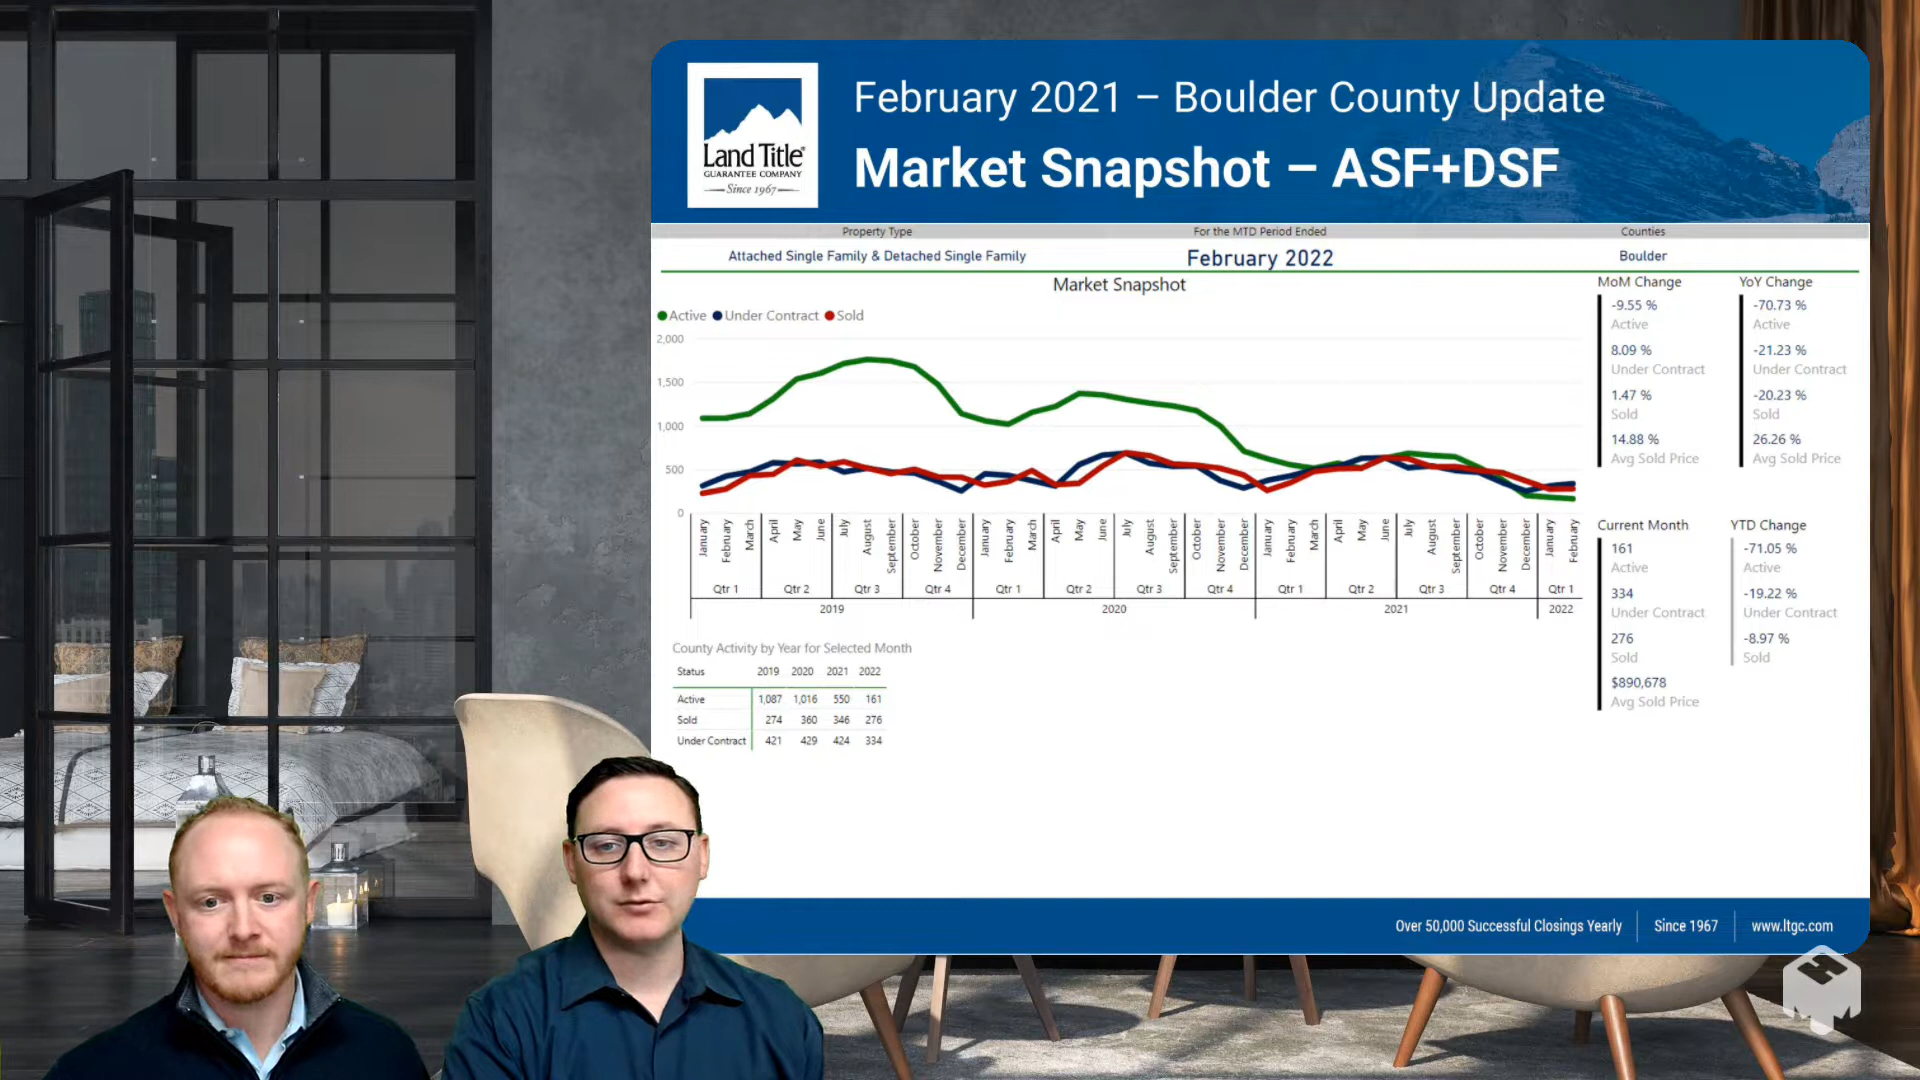 February 2021 – Boulder County Update
Land Title®
GUARANTEE COMPANY
Since 1967
Market Snapshot – ASF+DSF
Property Type
For the MTD Period Ended
Counties
Attached Single Family & Detached Single Family
February 2022
Boulder
Market Snapshot
Active Under Contract Sold
2,000
1,500
1,000
500
0
January February March April May June July August September October November December January February March April May June July August September October November December January February March April May June July August September October November December January February
Qtr 1 Qtr 2 Qtr 3 Qtr 4 Qtr 1 Qtr 2 Qtr 3 Qtr 4 Qtr 1 Qtr 2 Qtr 3 Qtr 4 Qtr 1
2019 2020 2021 2022
MoM Change
-9.55 %
Active
8.09 %
Under Contract
1.47 %
Sold
14.88 %
Avg Sold Price
YoY Change
-70.73 %
Active
-21.23 %
Under Contract
-20.23 %
Sold
26.26 %
Avg Sold Price
Current Month
161
Active
334
Under Contract
276
Sold
$890,678
Avg Sold Price
YTD Change
-71.05 %
Active
-19.22 %
Under Contract
-8.97 %
Sold
County Activity by Year for Selected Month
Status 2019 2020 2021 2022
Active 1,087 1,016 550 161
Sold 274 360 346 276
Under Contract 421 429 424 334
Over 50,000 Successful Closings Yearly
Since 1967
www.ltgc.com